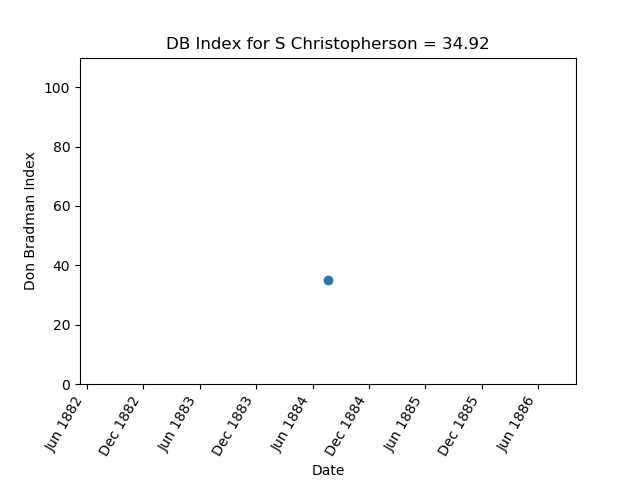 DB Index for S Christopherson = 34.92
100
80
60
40
20
0
Don Bradman Index
Jun 1882
Dec 1882
Jun 1883
Dec 1883
Jun 1884
Dec 1884
Jun 1885
Dec 1885
Jun 1886
Date